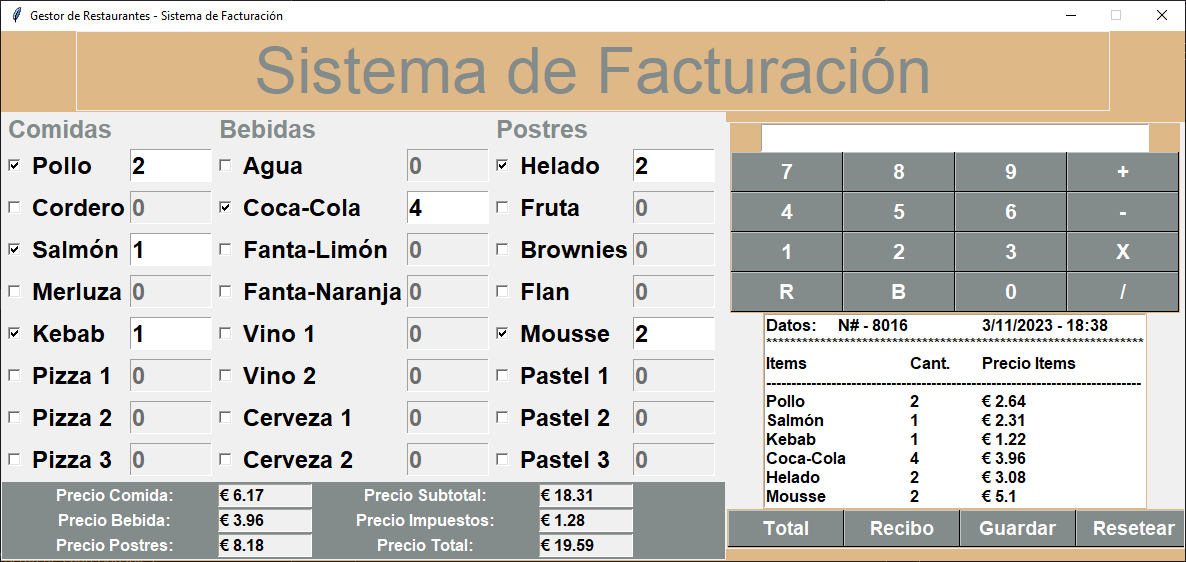 Gestor de Restaurantes - Sistema de Facturación
Sistema de Facturación
Comidas Bebidas Postres
Pollo 2 Agua 0 Helado 2
Cordero 0 Coca-Cola 4 Fruta 0
Salmón 1 Fanta-Limón 0 Brownies 0
Merluza 0 Fanta-Naranja 0 Flan 0
Kebab 1 Vino 1 0 Mousse 2
Pizza 1 0 Vino 2 0 Pastel 1 0
Pizza 2 0 Cerveza 1 0 Pastel 2 0
Pizza 3 0 Cerveza 2 0 Pastel 3 0
Precio Comida: € 6.17 Precio Subtotal: € 18.31
Precio Bebida: € 3.96 Precio Impuestos: € 1.28
Precio Postres: € 8.18 Precio Total: € 19.59
7 8 9 +
4 5 6 -
1 2 3 X
R B 0 /
Datos: N# - 8016 3/11/2023 - 18:38
***************************************************************
Items Cant. Precio Items
---------------------------------------------------------------------------
Pollo 2 € 2.64
Salmón 1 € 2.31
Kebab 1 € 1.22
Coca-Cola 4 € 3.96
Helado 2 € 3.08
Mousse 2 € 5.1
Total Recibo Guardar Resetear